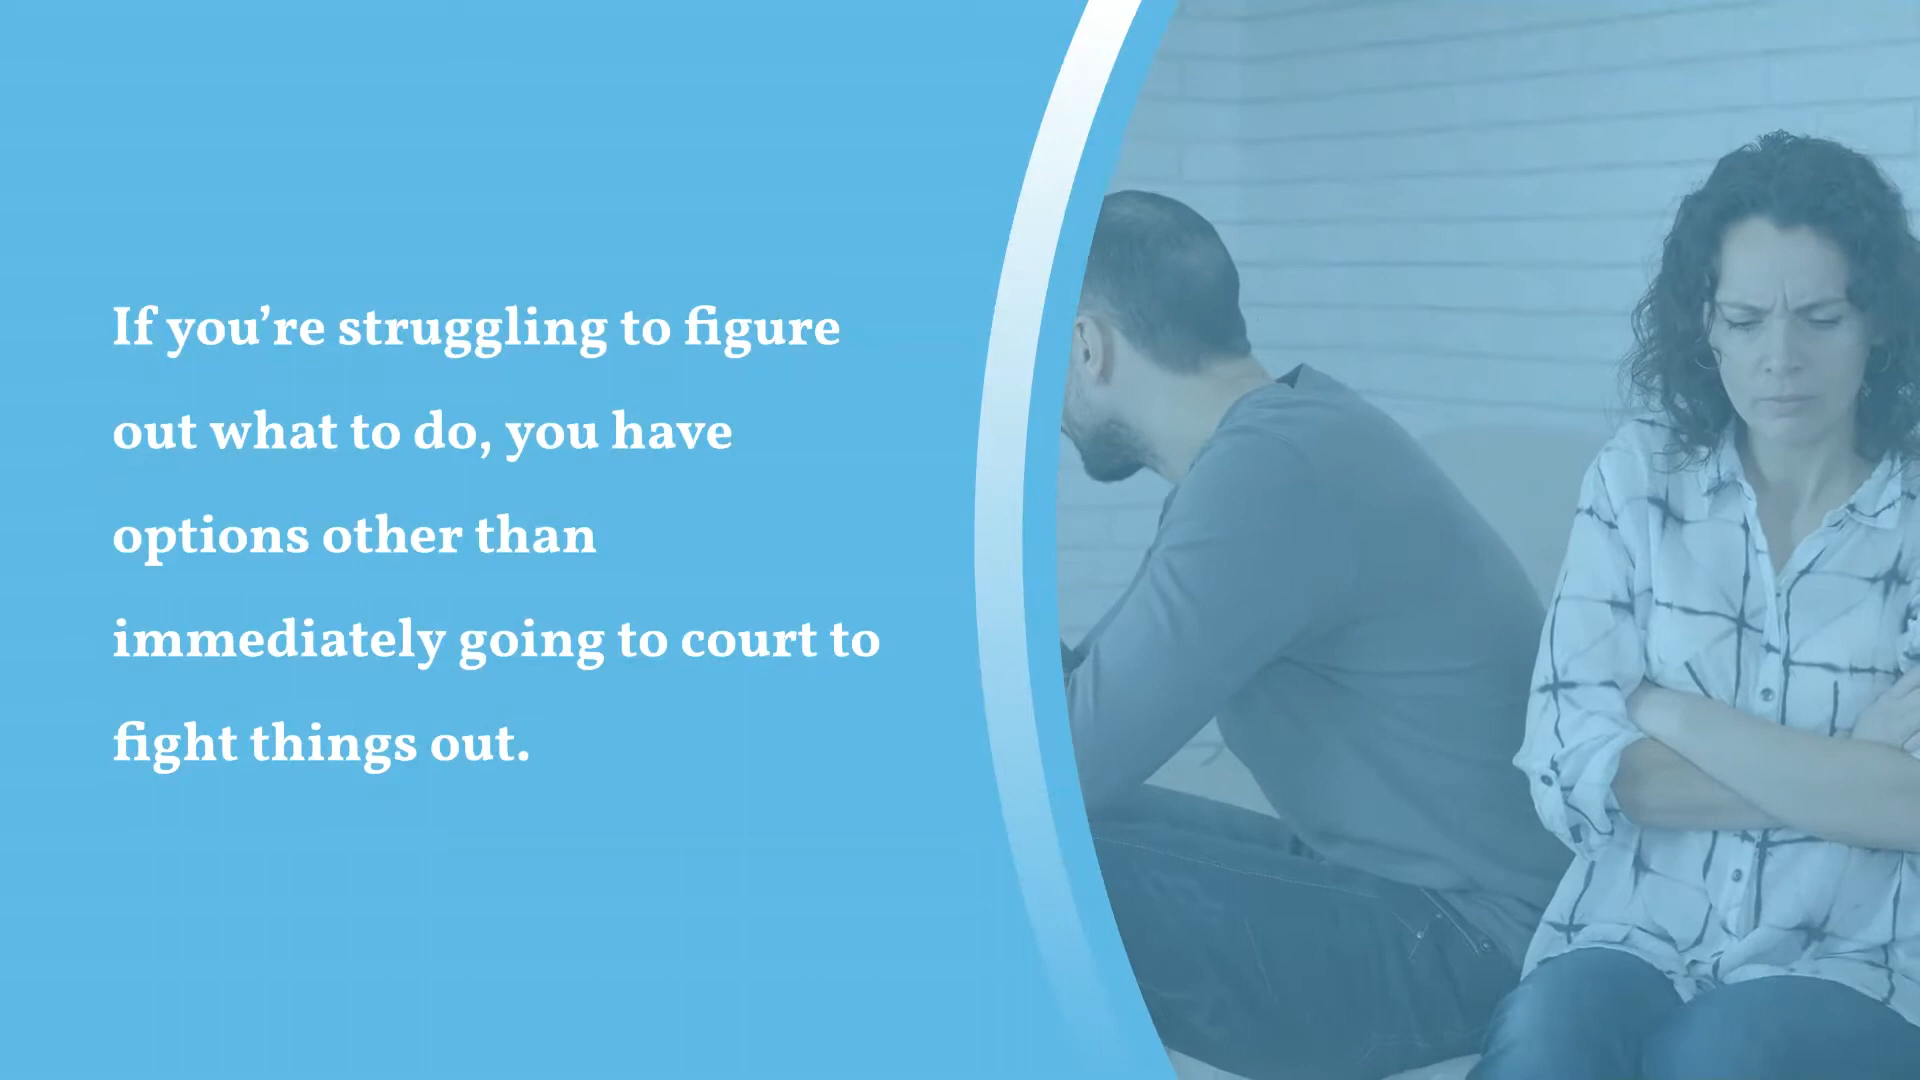 If you’re struggling to figure
out what to do, you have
options other than
immediately going to court to
fight things out.